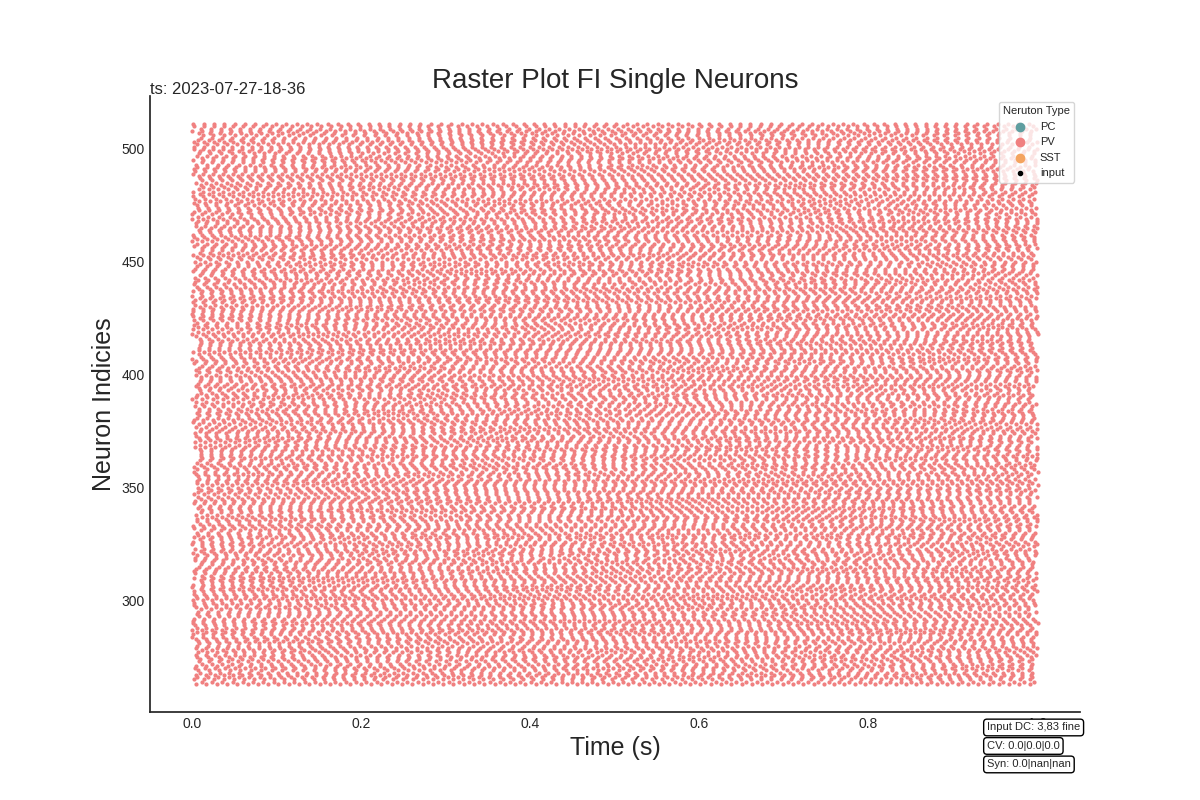 Raster Plot FI Single Neurons
ts: 2023-07-27-18-36
Neruton Type
PC
PV
SST
input
500
450
400
350
300
Neuron Indicies
0.0 0.2 0.4 0.6 0.8
Time (s)
Input DC: 3,83 fine
CV: 0.0|0.0|0.0
Syn: 0.0|nan|nan